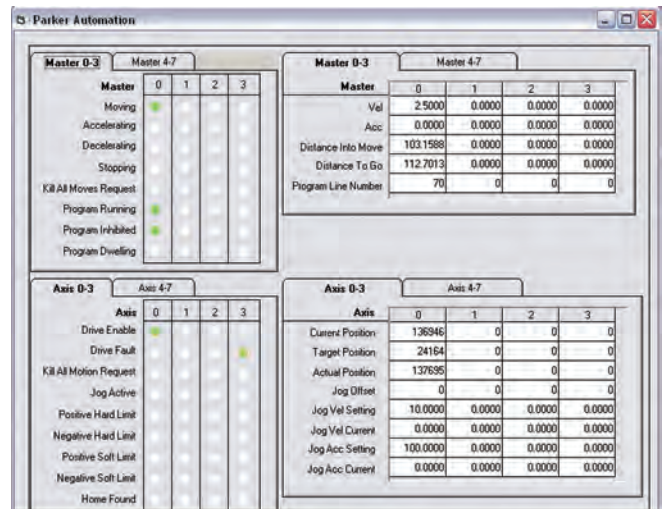 Parker Automation
Master 0-3 Master 4-7
Master 0 1 2 3
Moving
Accelerating
Decelerating
Stopping
Kill All Moves Request
Program Running
Program Inhibited
Program Dwelling
Master 0-3 Master 4-7
Master 0 1 2 3
Vel 2.5000 0.0000 0.0000 0.0000
Acc 0.0000 0.0000 0.0000 0.0000
Distance Into Move 103.1588 0.0000 0.0000 0.0000
Distance To Go 112.7013 0.0000 0.0000 0.0000
Program Line Number 70 0 0 0
Axis 0-3 Axis 4-7
Axis 0 1 2 3
Drive Enable
Drive Fault
Kill All Motion Request
Jog Active
Positive Hard Limit
Negative Hard Limit
Positive Soft Limit
Negative Soft Limit
Home Found
Axis 0-3 Axis 4-7
Axis 0 1 2 3
Current Position 136946 0 0 0
Target Position 24164 0 0 0
Actual Position 137695 0 0 0
Jog Offset 0 0 0 0
Jog Vel Setting 10.0000 0.0000 0.0000 0.0000
Jog Vel Current 0.0000 0.0000 0.0000 0.0000
Jog Acc Setting 100.0000 0.0000 0.0000 0.0000
Jog Acc Current 0.0000 0.0000 0.0000 0.0000